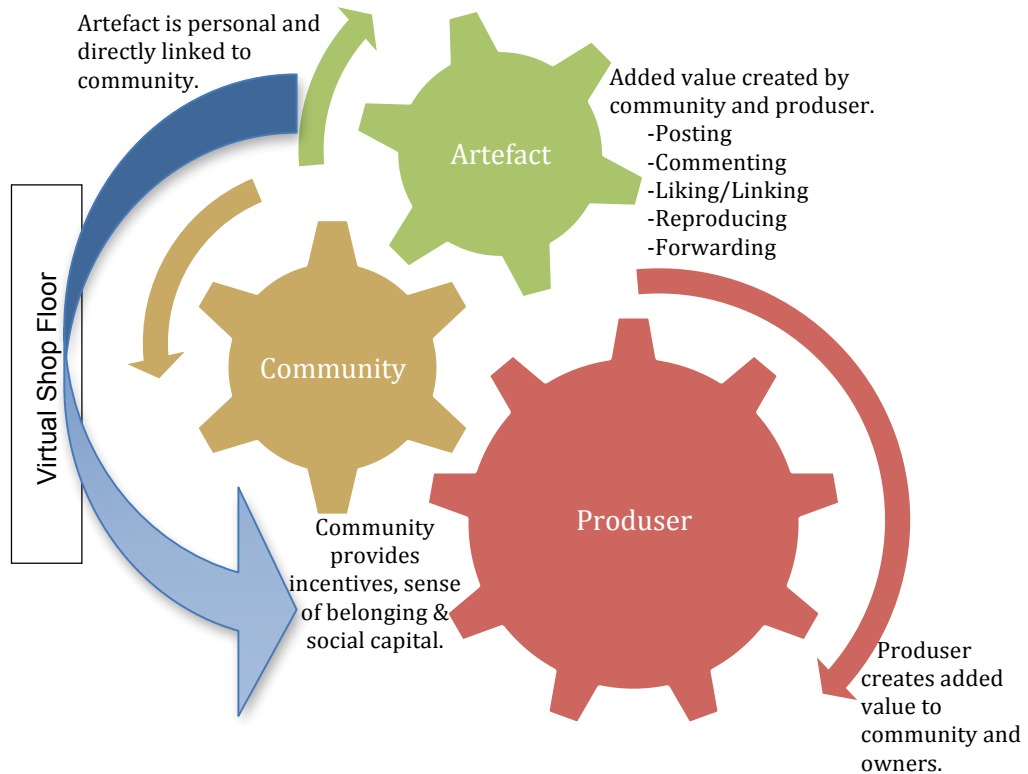 Artefact is personal and
directly linked to
community.
Added value created by
community and produser.
-Posting
-Commenting
-Liking/Linking
-Reproducing
-Forwarding
Artefact
Virtual Shop Floor
Community
Produser
Community
provides
incentives, sense
of belonging &
social capital.
Produser
creates added
value to
community and
owners.